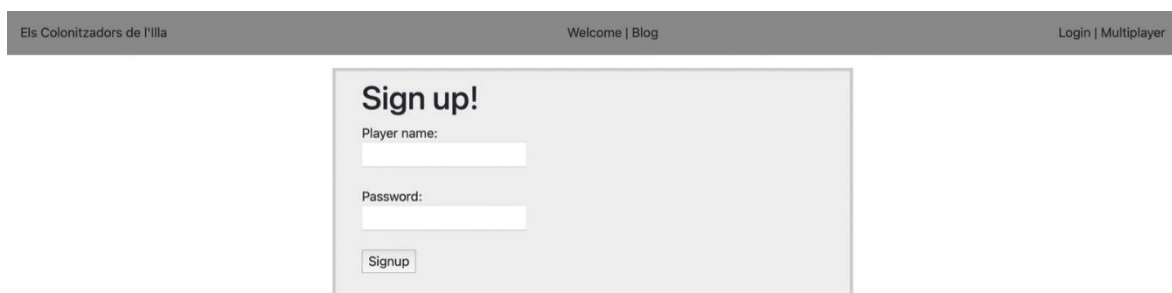 Els Colonitzadors de l'Illa
Welcome | Blog
Login | Multiplayer
Sign up!
Player name:
Password:
Signup